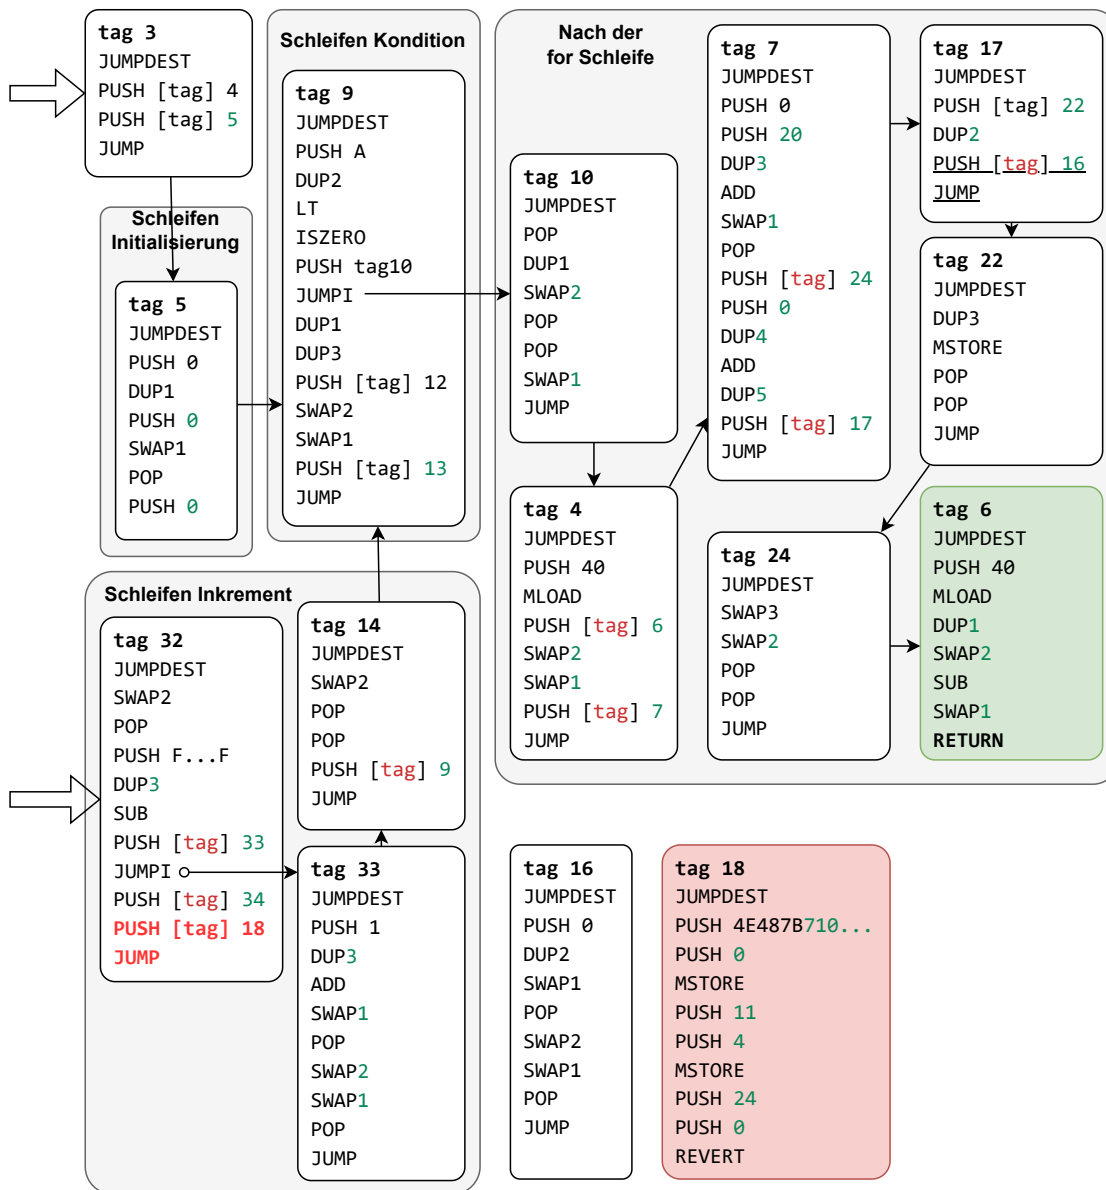 tag 3
JUMPDEST
PUSH [tag] 4
PUSH [tag] 5
JUMP
Schleifen
Initialisierung
tag 5
JUMPDEST
PUSH 0
DUP1
PUSH 0
SWAP1
POP
PUSH 0
Schleifen Kondition
tag 9
JUMPDEST
PUSH A
DUP2
LT
ISZERO
PUSH tag10
JUMPI
DUP1
DUP3
PUSH [tag] 12
SWAP2
SWAP1
PUSH [tag] 13
JUMP
Nach der
for Schleife
tag 10
JUMPDEST
POP
DUP1
SWAP2
POP
POP
SWAP1
JUMP
tag 4
JUMPDEST
PUSH 40
MLOAD
PUSH [tag] 6
SWAP2
SWAP1
PUSH [tag] 7
JUMP
tag 7
JUMPDEST
PUSH 0
PUSH 20
DUP3
ADD
SWAP1
POP
PUSH [tag] 24
PUSH 0
DUP4
ADD
DUP5
PUSH [tag] 17
JUMP
tag 17
JUMPDEST
PUSH [tag] 22
DUP2
PUSH [tag] 16
JUMP
tag 22
JUMPDEST
DUP3
MSTORE
POP
POP
JUMP
tag 24
JUMPDEST
SWAP3
SWAP2
POP
POP
JUMP
tag 6
JUMPDEST
PUSH 40
MLOAD
DUP1
SWAP2
SUB
SWAP1
RETURN
Schleifen Inkrement
tag 32
JUMPDEST
SWAP2
POP
PUSH F...F
DUP3
SUB
PUSH [tag] 33
JUMPI
PUSH [tag] 34
PUSH [tag] 18
JUMP
tag 14
JUMPDEST
SWAP2
POP
POP
PUSH [tag] 9
JUMP
tag 33
JUMPDEST
PUSH 1
DUP3
ADD
SWAP1
POP
SWAP2
SWAP1
POP
JUMP
tag 16
JUMPDEST
PUSH 0
DUP2
SWAP1
POP
SWAP2
SWAP1
POP
JUMP
tag 18
JUMPDEST
PUSH 4E487B710...
PUSH 0
MSTORE
PUSH 11
PUSH 4
MSTORE
PUSH 24
PUSH 0
REVERT